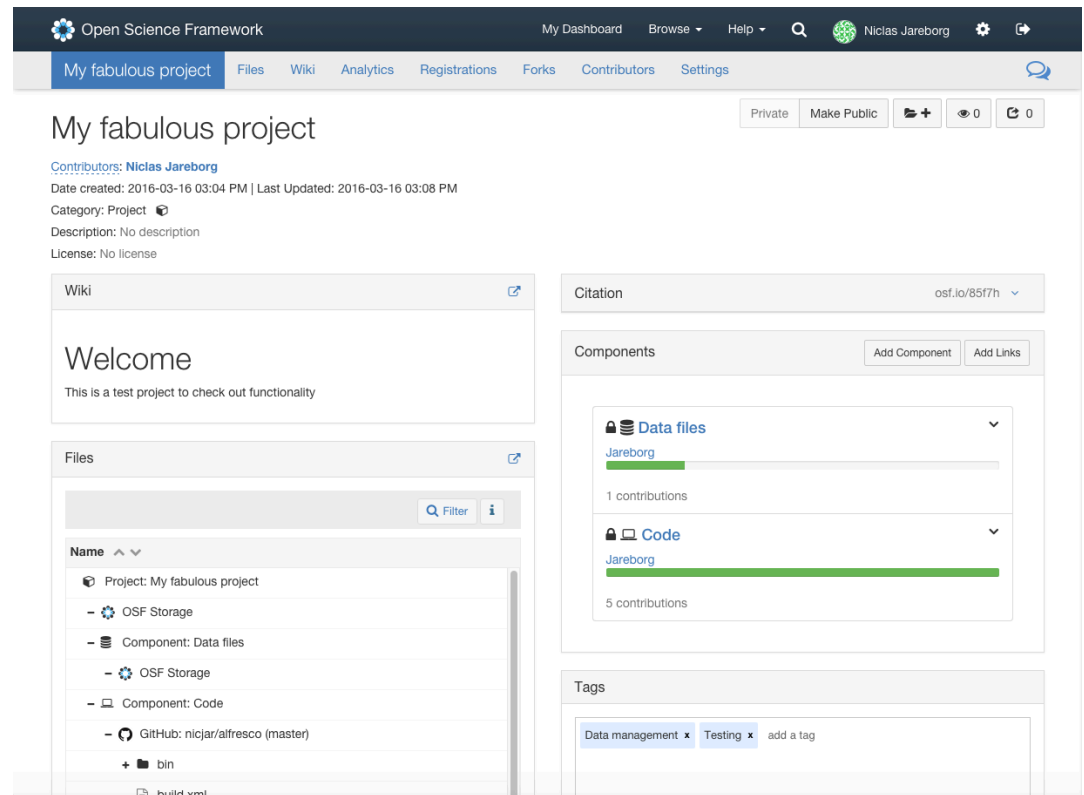 Open Science Framework My Dashboard Browse Help Niclas Jareborg
My fabulous project Files Wiki Analytics Registrations Forks Contributors Settings
Private Make Public 0 0
My fabulous project
Contributors: Niclas Jareborg
Date created: 2016-03-16 03:04 PM | Last Updated: 2016-03-16 03:08 PM
Category: Project
Description: No description
License: No license
Wiki
Welcome
This is a test project to check out functionality
Files
Filter i
Name
Project: My fabulous project
OSF Storage
Component: Data files
OSF Storage
Component: Code
GitHub: nicjar/alfresco (master)
bin
build.xml
Citation osf.io/85f7h
Components Add Component Add Links
Data files
Jareborg
1 contributions
Code
Jareborg
5 contributions
Tags
Data management x Testing x add a tag